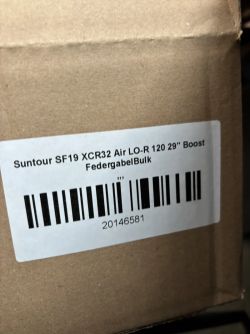 Suntour SF19 XCR32 Air LO-R 120 29" Boost
FedergabelBulk
,,,
20146581